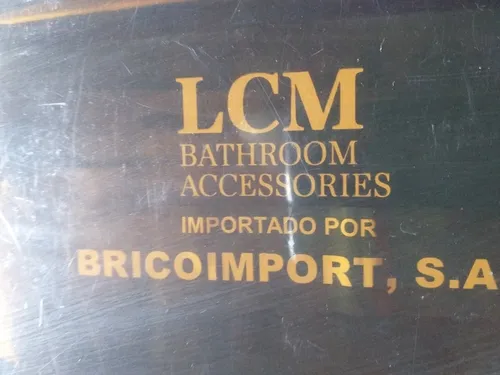 LCM
BATHROOM
ACCESSORIES
IMPORTADO POR
BRICOIMPORT, S.A